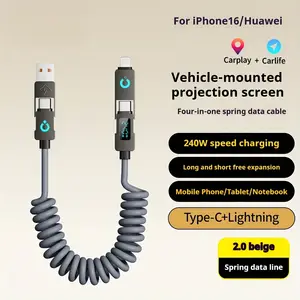 For iPhone16/Huawei
Carplay + Carlife
Vehicle-mounted
projection screen
Four-in-one spring data cable
240W speed charging
Long and short free expansion
Mobile Phone/Tablet/Notebook
Type-C+Lightning
2.0 beige
Spring data line